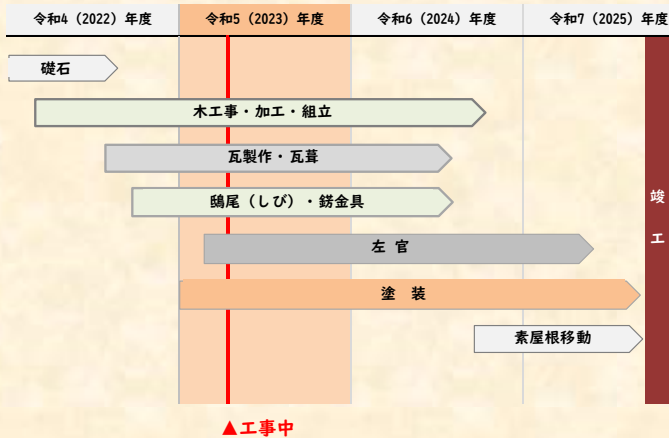 令和4(2022)年度
令和5(2023)年度
令和6(2024)年度
令和7(2025)年度
礎石
木工事・加工・組立
瓦製作・瓦葺
鴟尾(しび)・錺金具
左 官
塗 装
素屋根移動
竣
工
▲工事中